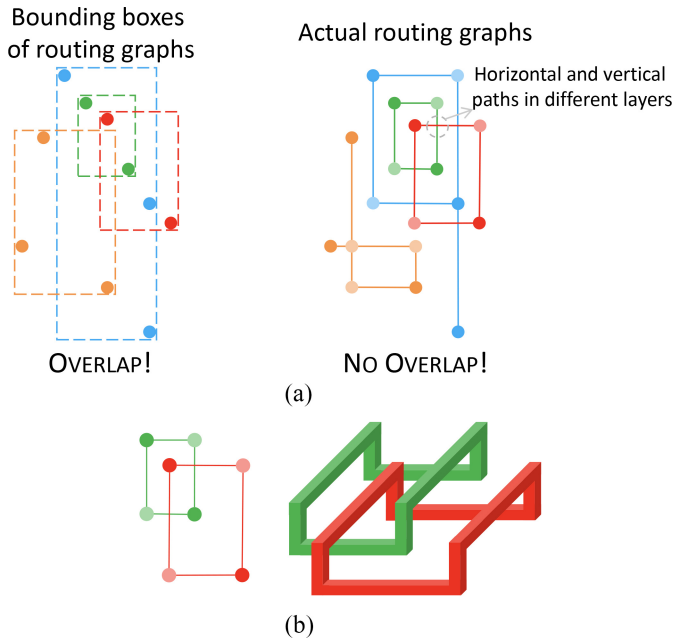 Bounding boxes
of routing graphs
Actual routing graphs
Horizontal and vertical
paths in different layers
OVERLAP!
NO OVERLAP!
(a)
(b)